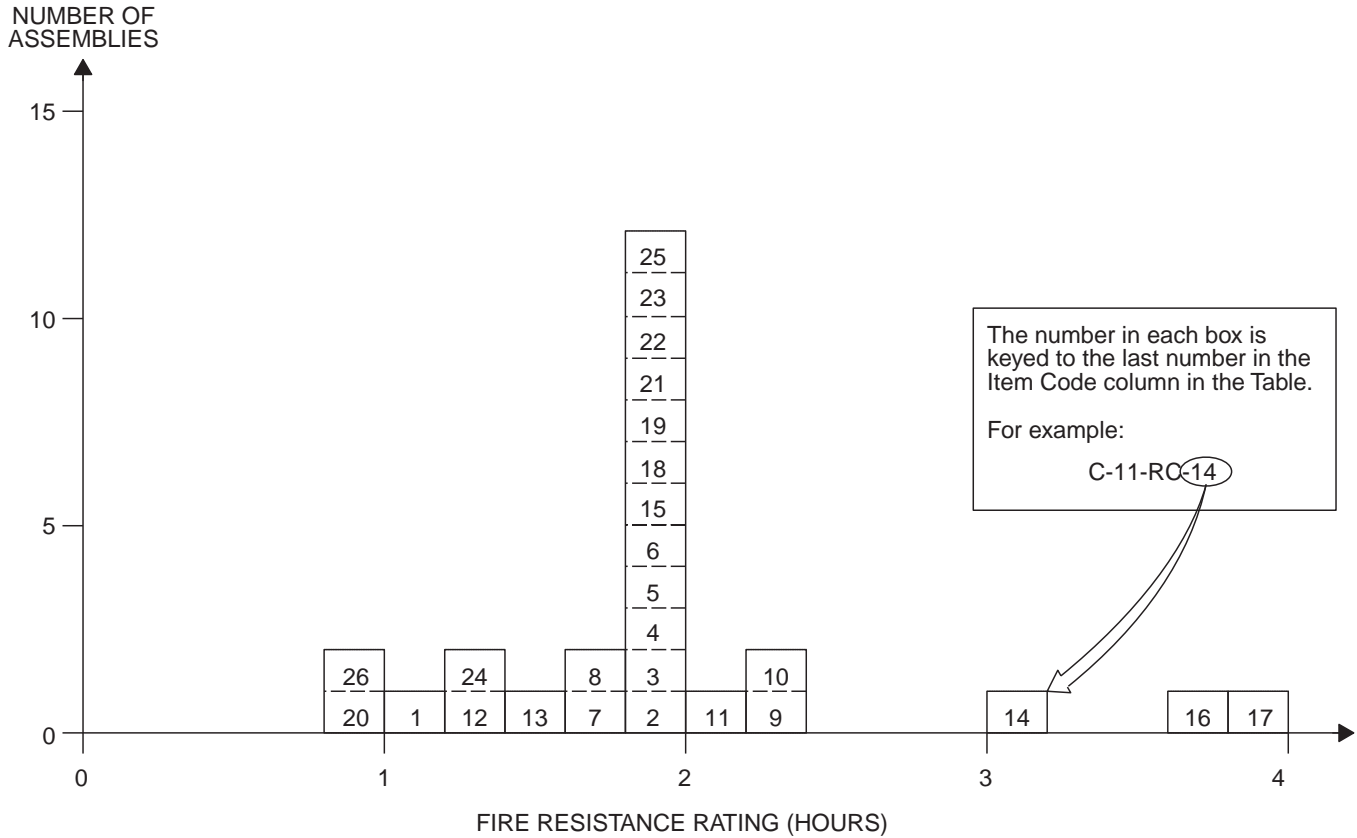 NUMBER OF
ASSEMBLIES
15
10
5
0
25
23
22
21
19
18
15
6
5
4
26 24 8 3 10
20 1 12 13 7 2 11 9 14 16 17
The number in each box is
keyed to the last number in the
Item Code column in the Table.
For example:
C-11-RC-14
0 1 2 3 4
FIRE RESISTANCE RATING (HOURS)